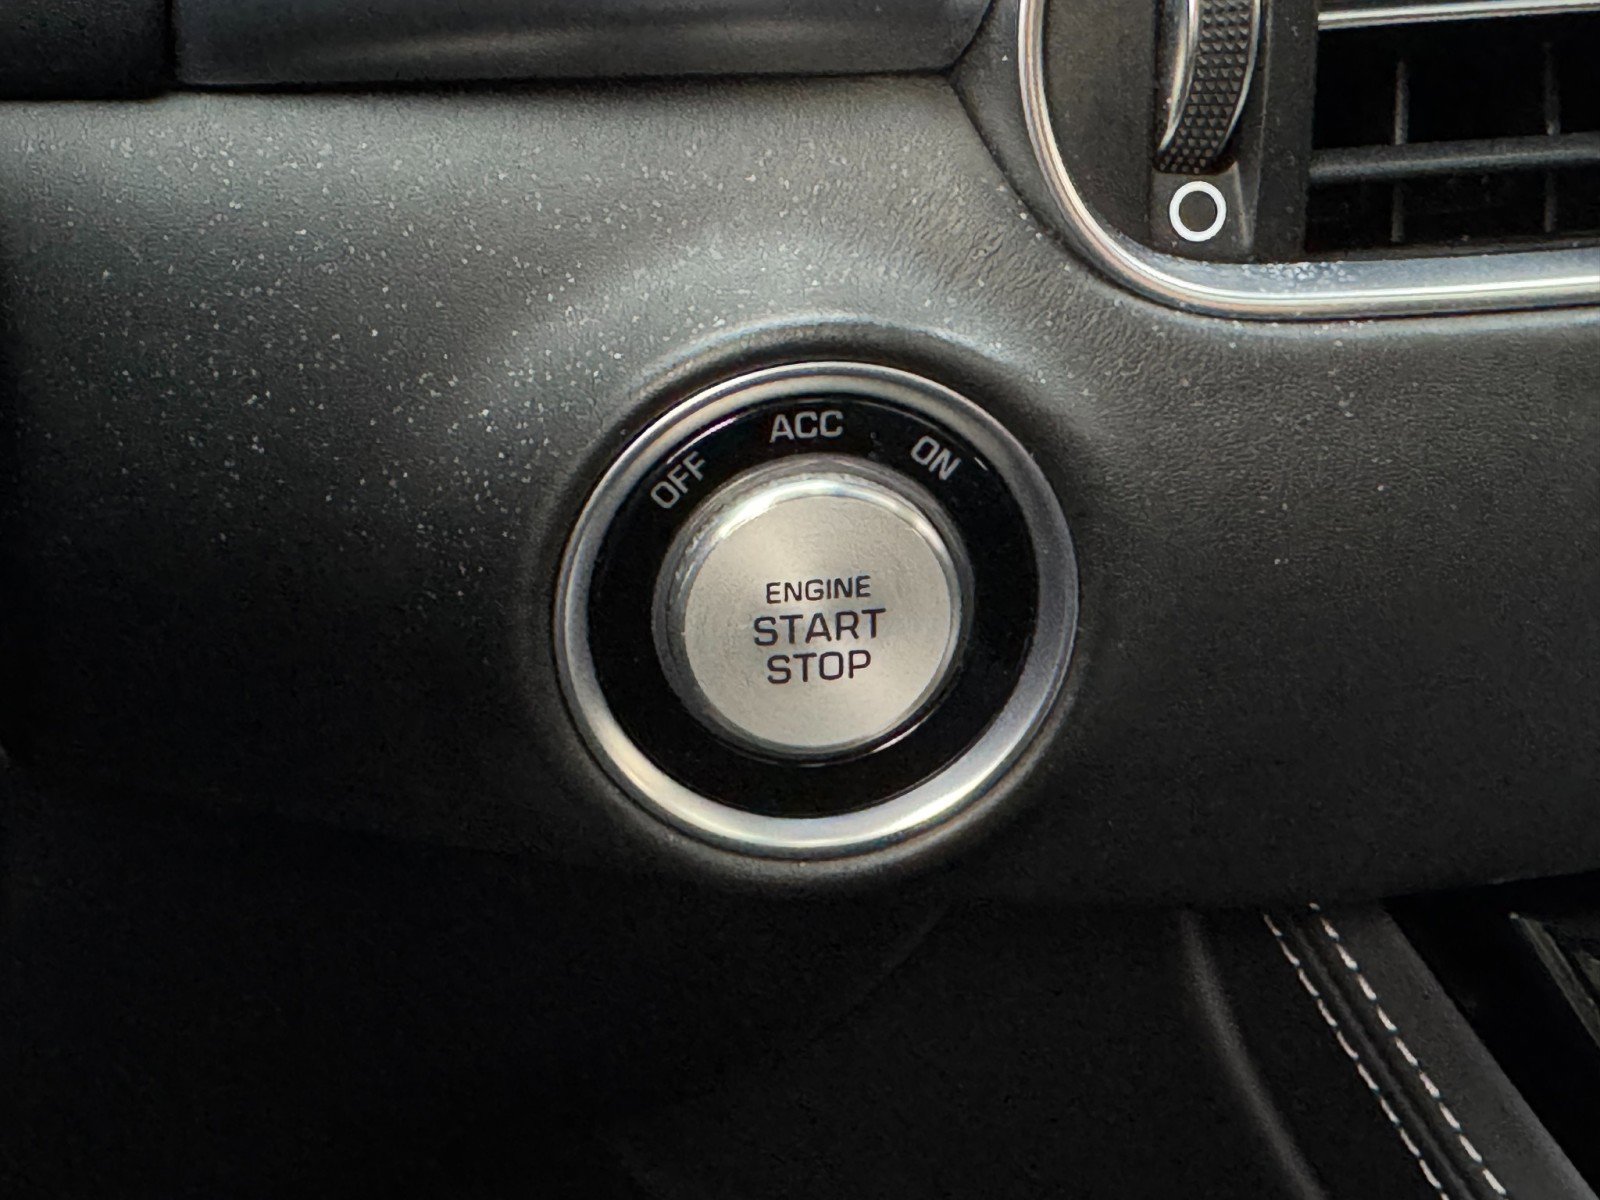 OFF ACC ON
ENGINE
START
STOP